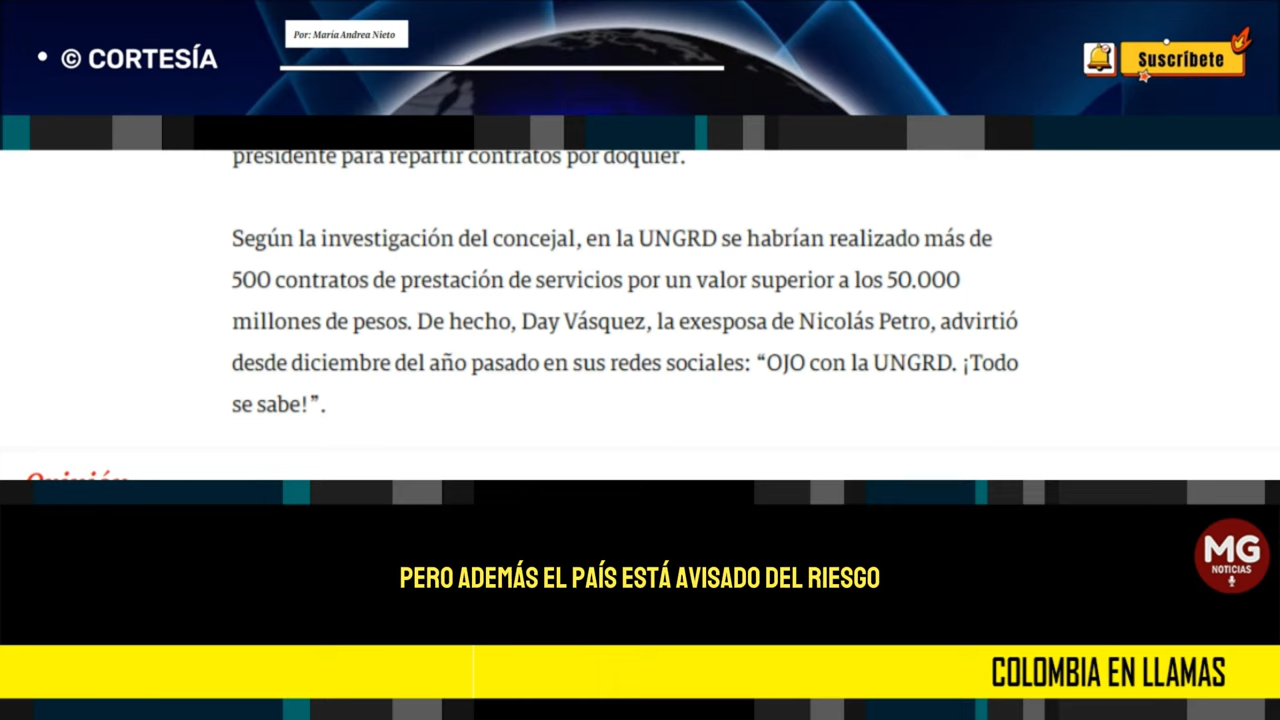 • © CORTESÍA
Por: María Andrea Nieto
Suscríbete
presidente para repartir contratos por doquier.
Según la investigación del concejal, en la UNGRD se habrían realizado más de
500 contratos de prestación de servicios por un valor superior a los 50.000
millones de pesos. De hecho, Day Vásquez, la exesposa de Nicolás Petro, advirtió
desde diciembre del año pasado en sus redes sociales: “OJO con la UNGRD. ¡Todo
se sabe!”.
Opinión
PERO ADEMÁS EL PAÍS ESTÁ AVISADO DEL RIESGO
MG
NOTICIAS
COLOMBIA EN LLAMAS